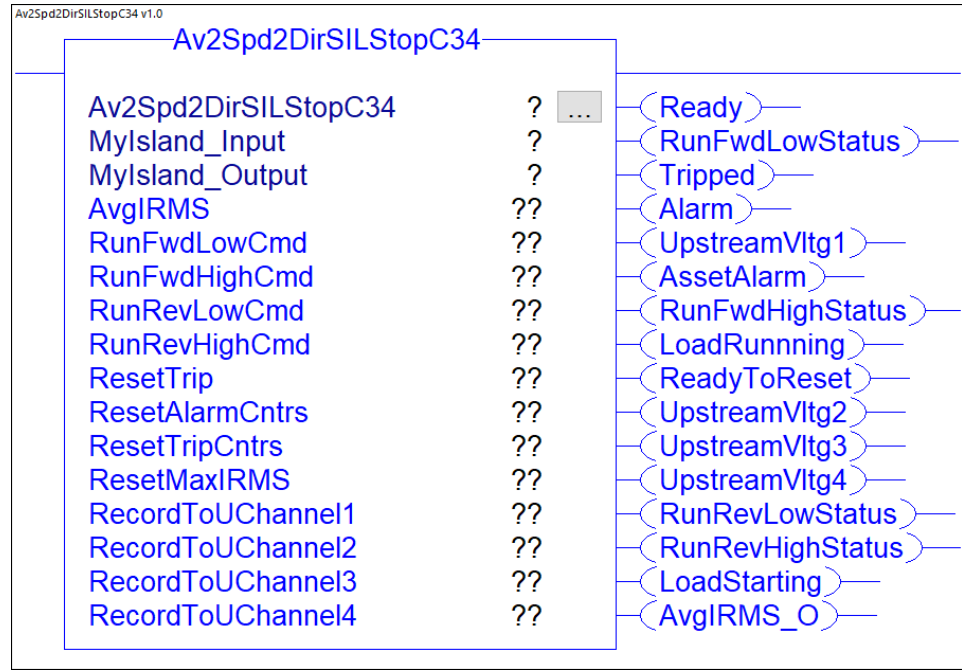 Av2Spd2DirSILStopC34 v1.0
Av2Spd2DirSILStopC34
Av2Spd2DirSILStopC34 ? ... Ready
MyIsland_Input ? RunFwdLowStatus
MyIsland_Output ? Tripped
AvgIRMS ?? Alarm
RunFwdLowCmd ?? UpstreamVltg1
RunFwdHighCmd ?? AssetAlarm
RunRevLowCmd ?? RunFwdHighStatus
RunRevHighCmd ?? LoadRunnning
ResetTrip ?? ReadyToReset
ResetAlarmCntrs ?? UpstreamVltg2
ResetTripCntrs ?? UpstreamVltg3
ResetMaxIRMS ?? UpstreamVltg4
RecordToUChannel1 ?? RunRevLowStatus
RecordToUChannel2 ?? RunRevHighStatus
RecordToUChannel3 ?? LoadStarting
RecordToUChannel4 ?? AvgIRMS_O